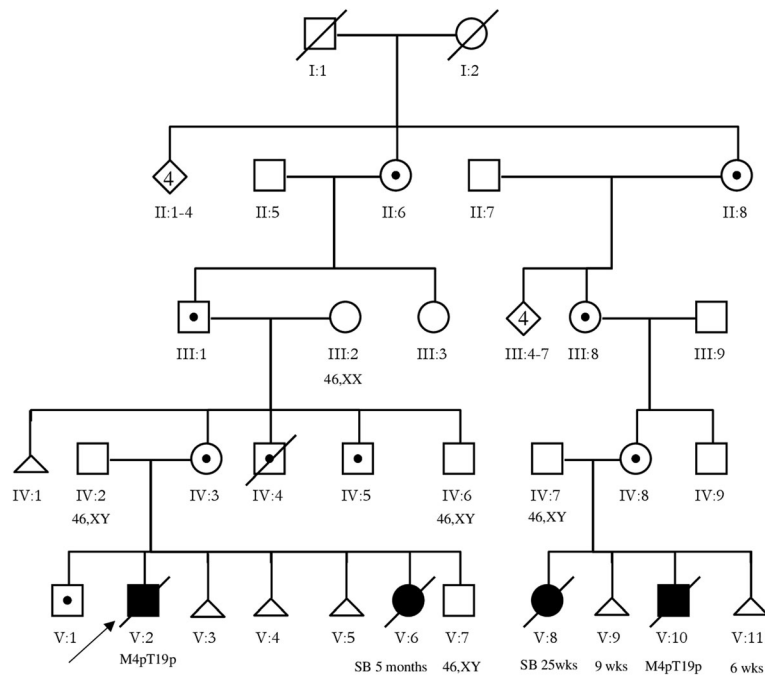 I:1 I:2
4 4
II:1-4 II:5 II:6 II:7 II:8
4
III:1 III:2 III:3 III:4-7 III:8 III:9
46,XX
IV:1 IV:2 IV:3 IV:4 IV:5 IV:6 IV:7 IV:8 IV:9
46,XY 46,XY 46,XY
V:1 V:2 V:3 V:4 V:5 V:6 V:7 V:8 V:9 V:10 V:11
M4pT19p SB 5 months 46,XY SB 25wks 9 wks M4pT19p 6 wks